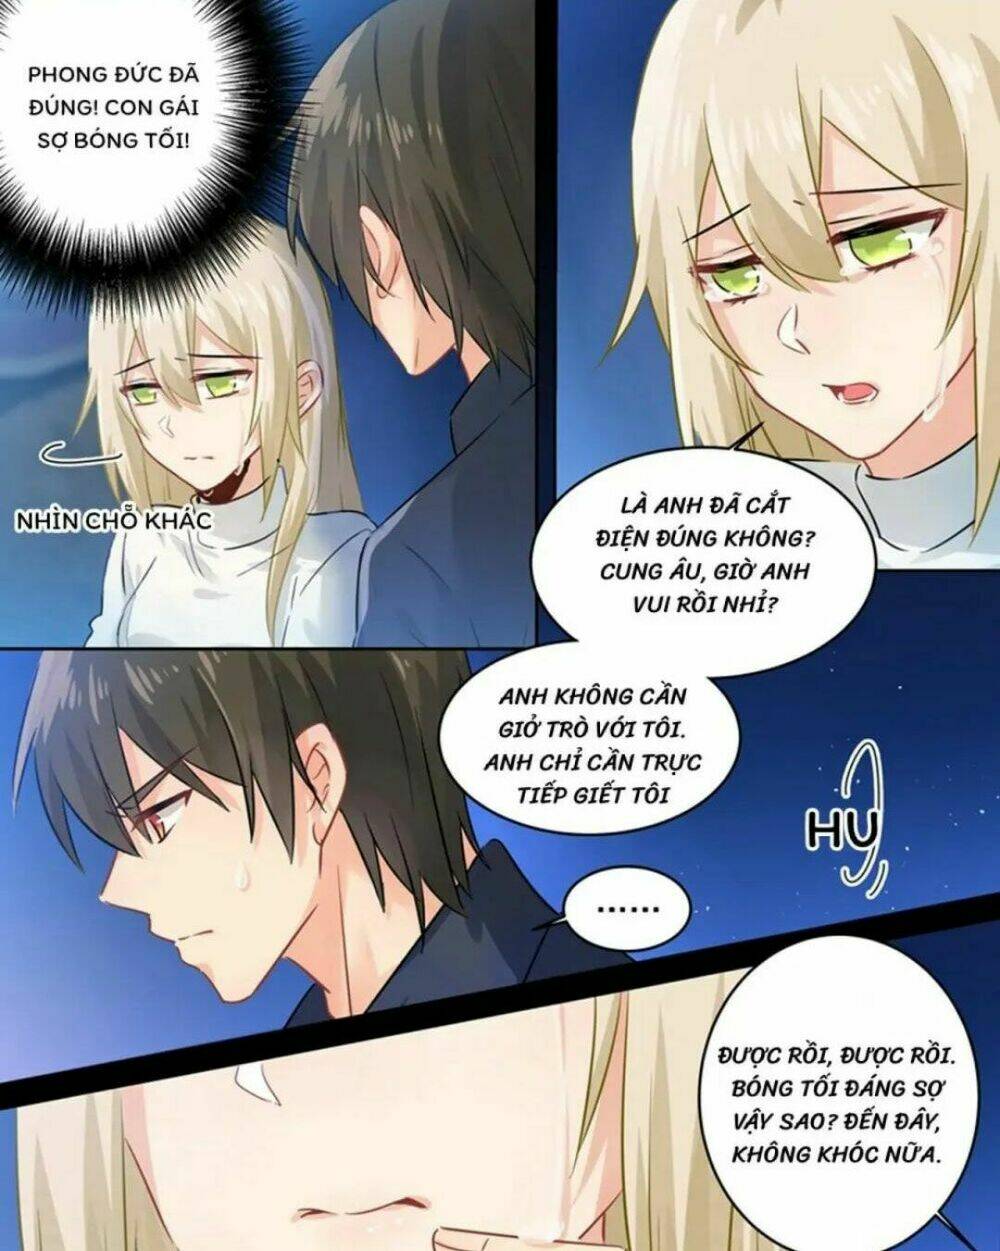 PHONG ĐỨC ĐÃ
ĐÚNG! CON GÁI
SỢ BÓNG TỐI!
NHÌN CHỖ KHÁC
LÀ ANH ĐÃ CẮT
ĐIỆN ĐÚNG KHÔNG?
CUNG ÂU, GIỜ ANH
VUI RỒI NHỈ?
ANH KHÔNG CẦN
GIỞ TRÒ VỚI TÔI.
ANH CHỈ CẦN TRỰC
TIẾP GIẾT TÔI
HỤ
......
ĐƯỢC RỒI, ĐƯỢC RỒI.
BÓNG TỐI ĐÁNG SỢ
VẬY SAO? ĐẾN ĐÂY,
KHÔNG KHÓC NỮA.